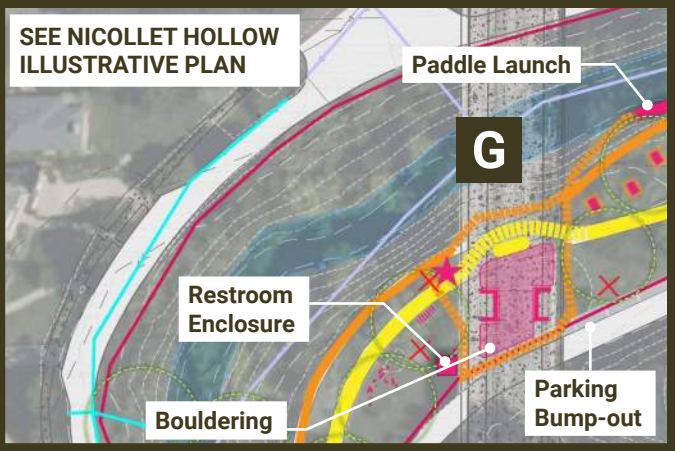 SEE NICOLLET HOLLOW
ILLUSTRATIVE PLAN
Paddle Launch
G
Restroom
Enclosure
Bouldering
Parking
Bump-out